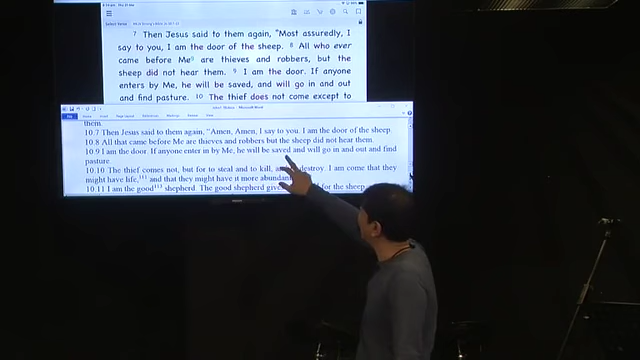 7 Then Jesus said to them again, "Most assuredly, I
say to you, I am the door of the sheep. 8 All who ever
came before Me are thieves and robbers, but the
sheep did not hear them. 9 I am the door. If anyone
enters by Me, he will be saved, and will go in and out
and find pasture. 10 The thief does not come except to
Microsoft Word
them.
10.7 Then Jesus said to them again, "Amen, Amen, I say to you. I am the door of the sheep.
10.8 All that came before Me are thieves and robbers but the sheep did not hear them.
10.9 I am the door. If anyone enter in by Me, he will be saved and will go in and out and find
pasture.
10.10 The thief comes not, but for to steal and to kill, destroy. I am come that they
might have life,111 and that they might have it more
10.11 I am the good113 shepherd. The good shepherd for the sheep